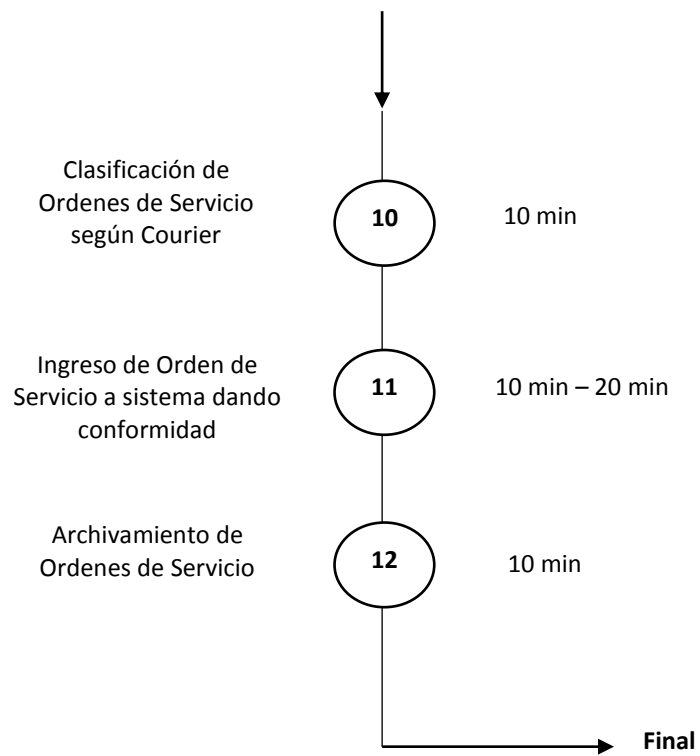 Clasificación de
Ordenes de Servicio
según Courier
10
10 min
Ingreso de Orden de
Servicio a sistema dando
conformidad
11
10 min – 20 min
Archivamiento de
Ordenes de Servicio
12
10 min
Final